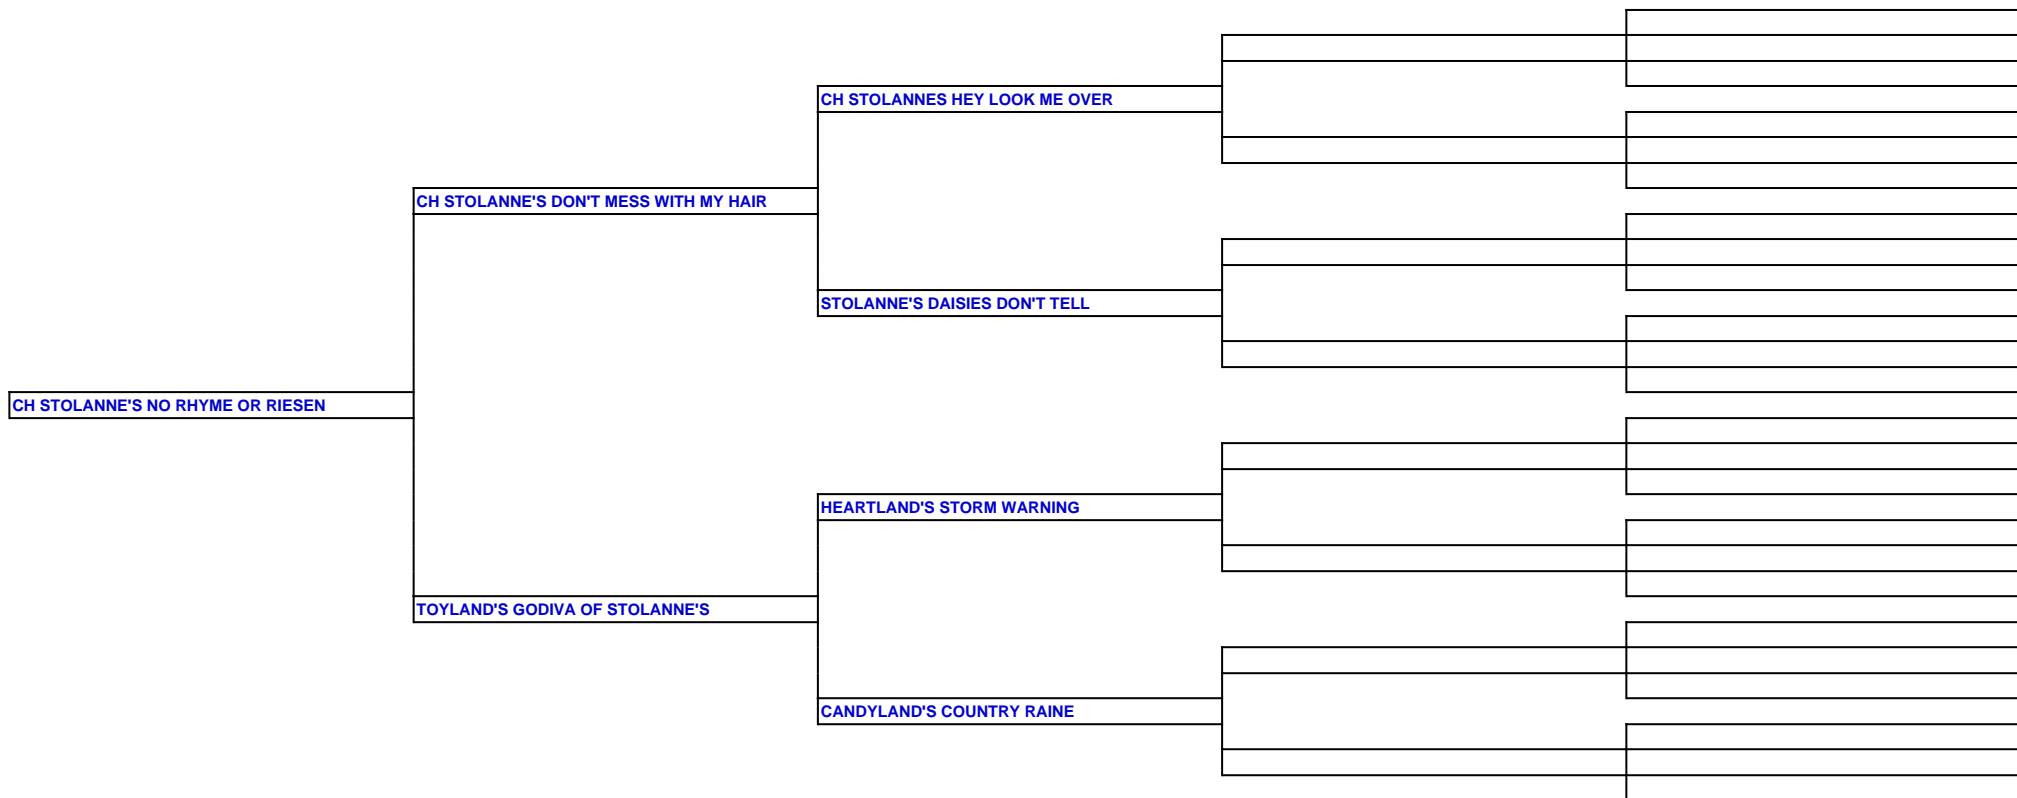 CH STOLANNES HEY LOOK ME OVER
CH STOLANNE'S DON'T MESS WITH MY HAIR
STOLANNE'S DAISIES DON'T TELL
CH STOLANNE'S NO RHYME OR RIESEN
HEARTLAND'S STORM WARNING
TOYLAND'S GODIVA OF STOLANNE'S
CANDYLAND'S COUNTRY RAINE